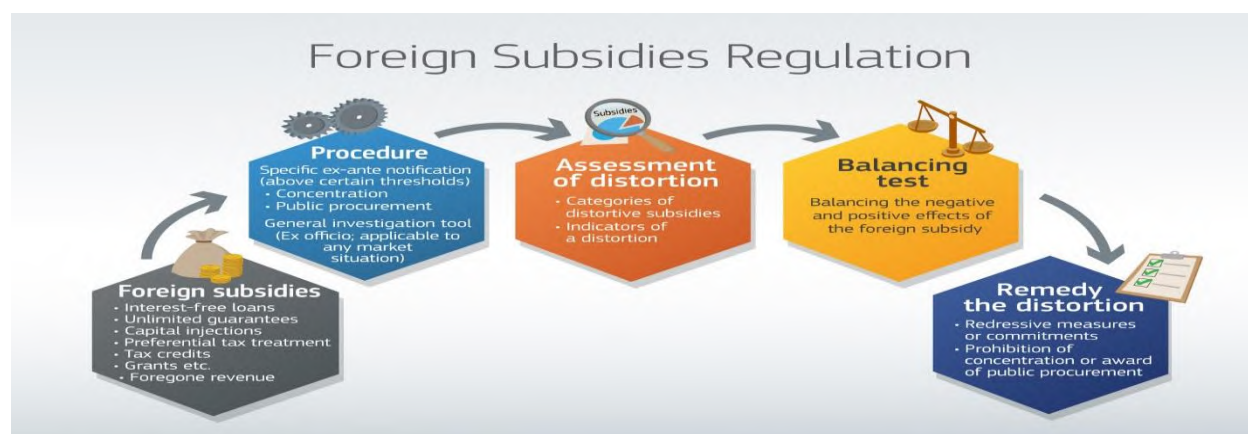 Foreign Subsidies Regulation
Foreign subsidies
• Interest-free loans
• Unlimited guarantees
• Capital injections
• Preferential tax treatment
• Tax credits
• Grants etc.
• Foregone revenue
Procedure
Specific ex-ante notification
(above certain thresholds)
• Concentration
• Public procurement
General investigation tool
(Ex officio; applicable to
any market
situation)
Subsidies
Assessment
of distortion
• Categories of
distortive subsidies
• Indicators of
a distortion
Balancing
test
Balancing the negative
and positive effects of
the foreign subsidy
Remedy
the distortion
• Redressive measures
or commitments
• Prohibition of
concentration or award
of public procurement